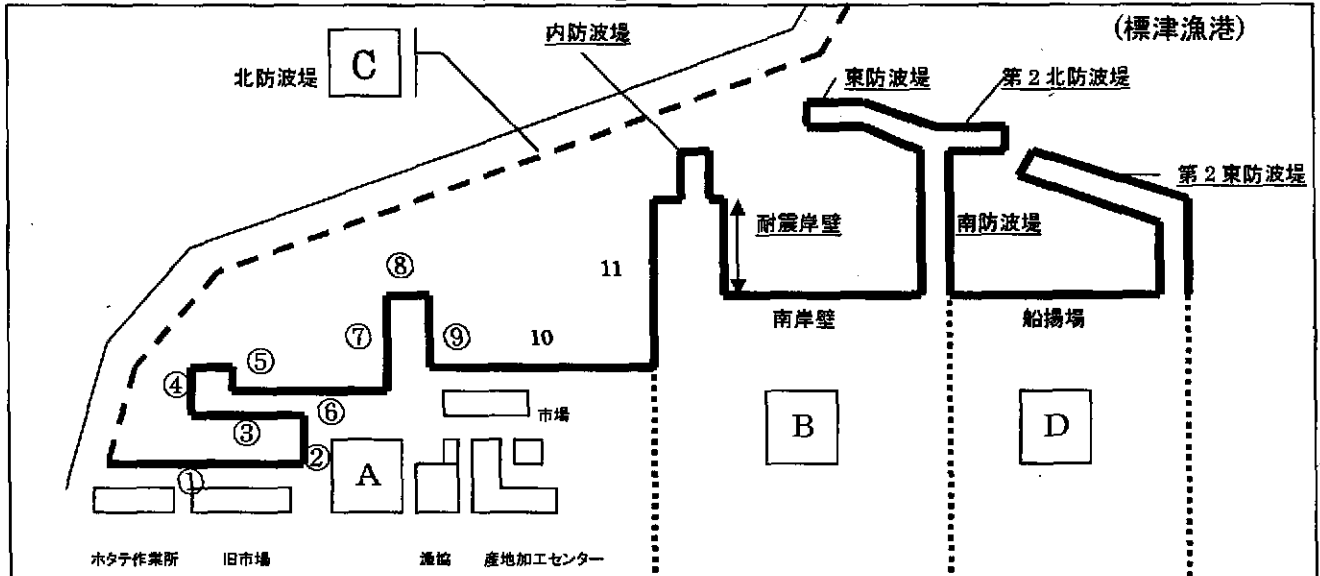 (標津漁港)
内防波堤
C
北防波堤
東防波堤
第2北防波堤
第2東防波堤
耐震岸壁
南防波堤
⑧
11
南岸壁
船揚場
⑦
⑨
10
⑤
④
⑥
市場
③
B
D
②
A
①
ホタテ作業所
旧市場
漁協
産地加工センター